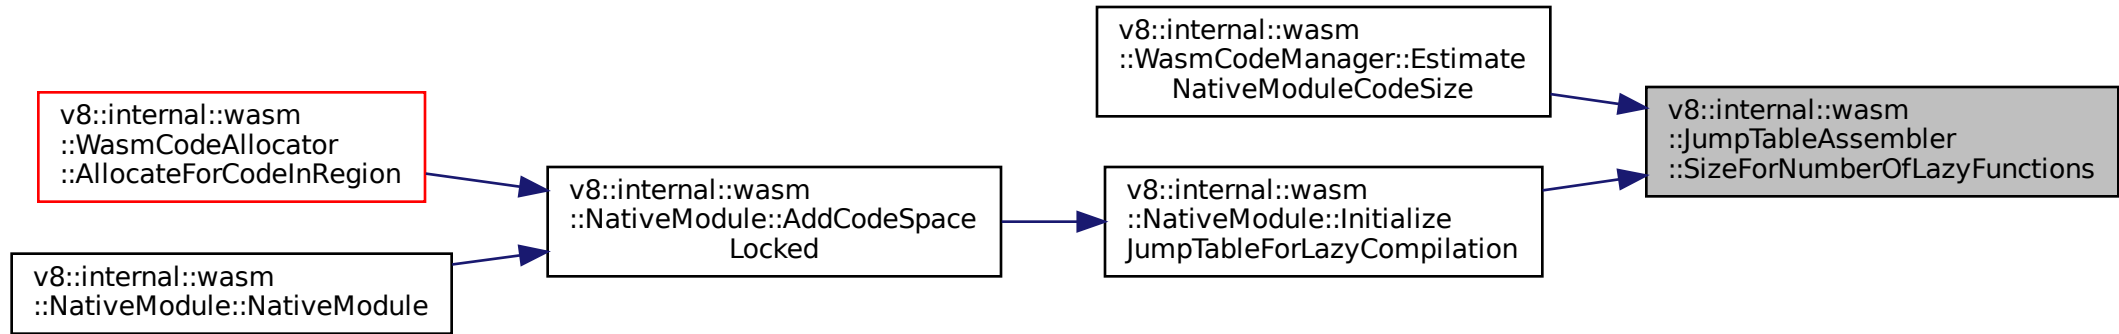 v8::internal::wasm
::WasmCodeManager::Estimate
NativeModuleCodeSize
v8::internal::wasm
::JumpTableAssembler
::SizeForNumberOfLazyFunctions
v8::internal::wasm
::WasmCodeAllocator
::AllocateForCodeInRegion
v8::internal::wasm
::NativeModule::AddCodeSpace
Locked
v8::internal::wasm
::NativeModule::Initialize
JumpTableForLazyCompilation
v8::internal::wasm
::NativeModule::NativeModule